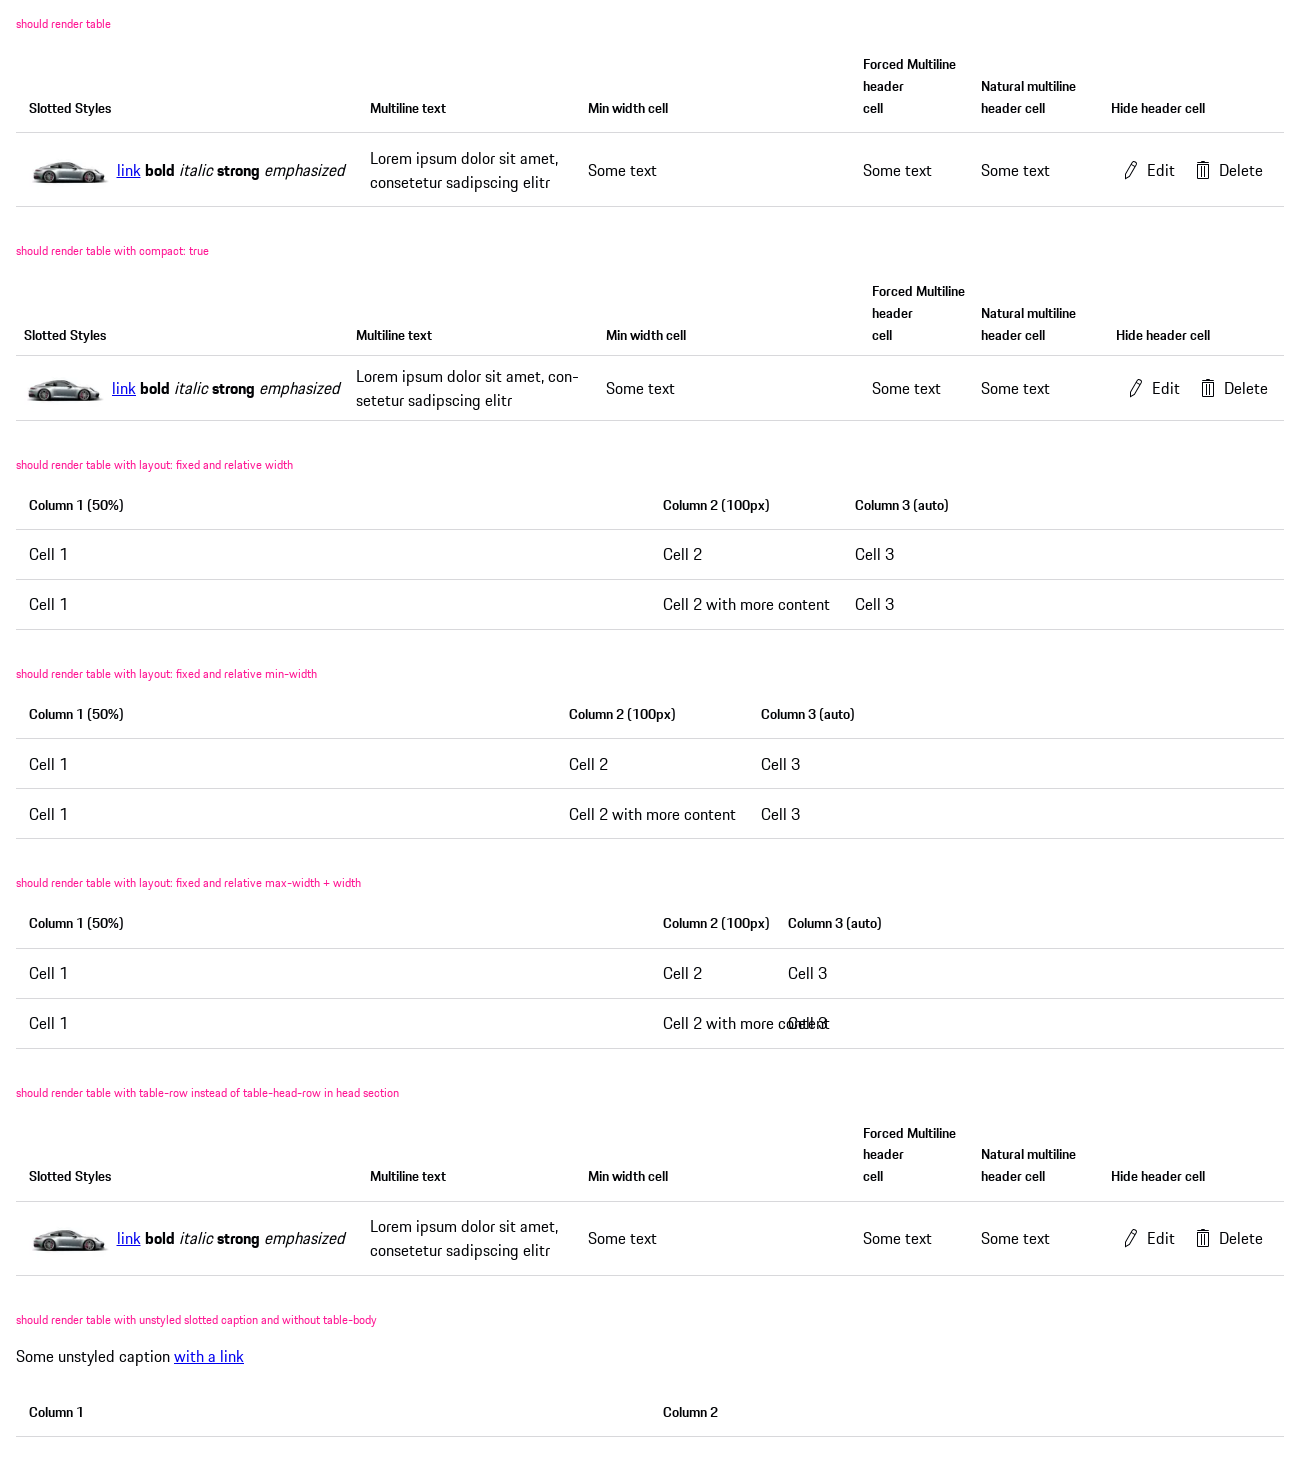 should render table
Forced Multiline
header
Natural multiline
Slotted Styles Multiline text Min width cell cell header cell Hide header cell
Lorem ipsum dolor sit amet,
link bold italic strong emphasized Some text Some text Some text Edit Delete
consetetur sadipscing elitr
should render table with compact: true
Forced Multiline
header Natural multiline
Slotted Styles Multiline text Min width cell cell header cell Hide header cell
Lorem ipsum dolor sit amet, con-
link bold italic strong emphasized Some text Some text Some text Edit Delete
setetur sadipscing elitr
should render table with layout: fixed and relative width
Column 1 (50%) Column 2 (100px) Column 3 (auto)
Cell 1 Cell 2 Cell 3
Cell 1 Cell 2 with more content Cell 3
should render table with layout: fixed and relative min-width
Column 1 (50%) Column 2 (100px) Column 3 (auto)
Cell 1 Cell 2 Cell 3
Cell 1 Cell 2 with more content Cell 3
should render table with layout: fixed and relative max-width + width
Column 1 (50%) Column 2 (100px) Column 3 (auto)
Cell 1 Cell 2 Cell 3
Cell 1 Cell 2 with more content Cell 3
should render table with table-row instead of table-head-row in head section
Forced Multiline
header Natural multiline
Slotted Styles Multiline text Min width cell cell header cell Hide header cell
Lorem ipsum dolor sit amet,
link bold italic strong emphasized Some text Some text Some text Edit Delete
consetetur sadipscing elitr
should render table with unstyled slotted caption and without table-body
Some unstyled caption with a link
Column 1 Column 2